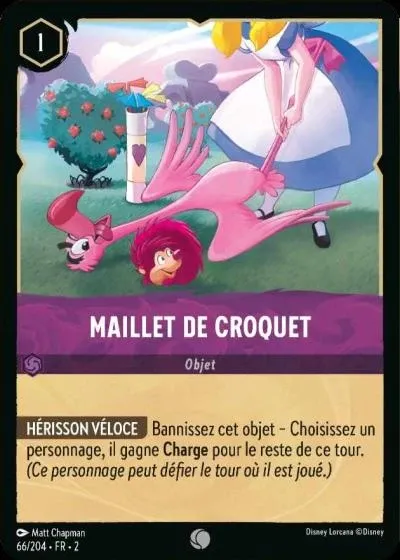 1
MAILLET DE CROQUET
Objet
HÉRISSON VÉLOCE Bannissez cet objet – Choisissez un
personnage, il gagne Charge pour le reste de ce tour.
(Ce personnage peut défier le tour où il est joué.)
Matt Chapman
Disney Lorcana ©Disney
66/204 • FR • 2